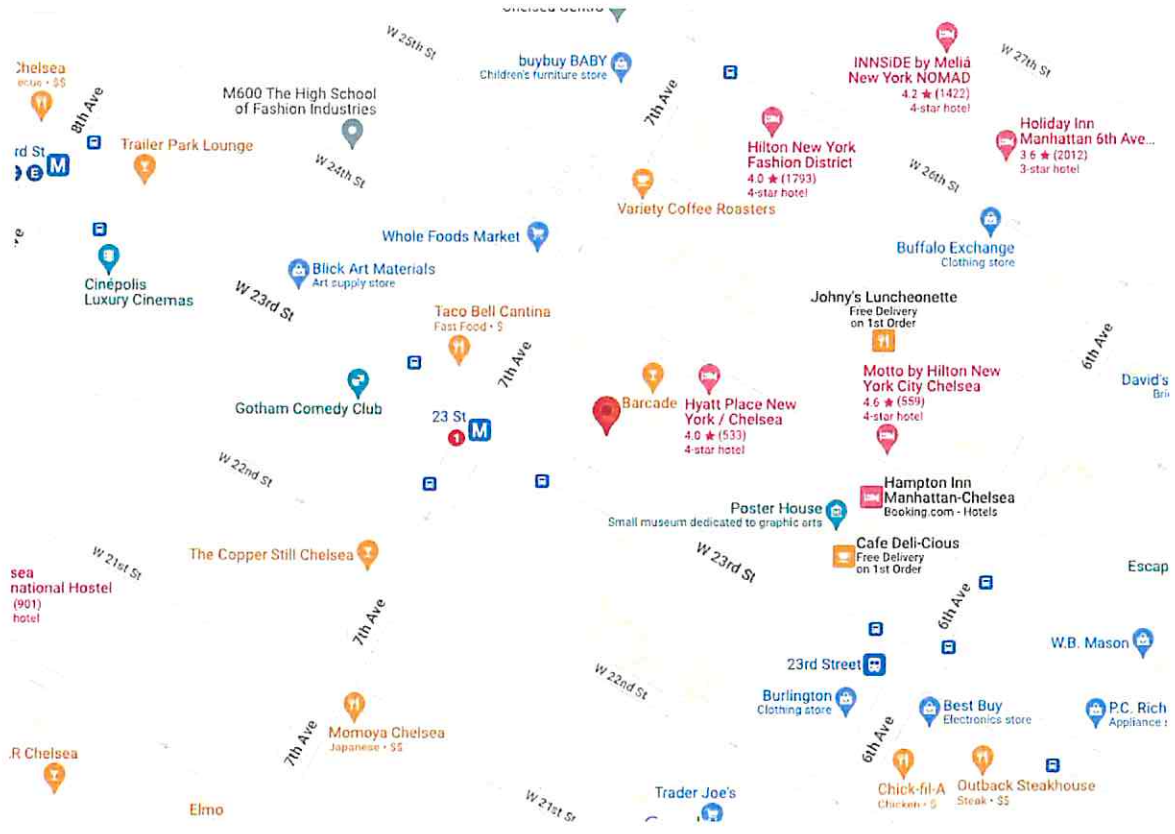 W 25th St
buybuy BABY
Children's furniture store
INNSiDE by Meliá
New York NOMAD
4.2 ★ (1422)
4-star hotel
W 27th St
Chelsea
8th Ave
M600 The High School
of Fashion Industries
7th Ave
Hilton New York
Fashion District
4.0 ★ (1793)
4-star hotel
Holiday Inn
Manhattan 6th Ave...
3.6 ★ (2012)
3-star hotel
rd St
M
E
Trailer Park Lounge
W 24th St
W 26th St
Variety Coffee Roasters
Whole Foods Market
Buffalo Exchange
Clothing store
Cinépolis
Luxury Cinemas
Blick Art Materials
Art supply store
W 23rd St
Taco Bell Cantina
Fast Food • $
Johny's Luncheonette
Free Delivery
on 1st Order
7th Ave
6th Ave
Motto by Hilton New
York City Chelsea
4.6 ★ (559)
4-star hotel
David's
Gotham Comedy Club
23 St
M
1
Barcade
Hyatt Place New
York / Chelsea
4.0 ★ (533)
4-star hotel
W 22nd St
Hampton Inn
Manhattan-Chelsea
Booking.com - Hotels
Poster House
Small museum dedicated to graphic arts
W 21st St
The Copper Still Chelsea
W 23rd St
Cafe Deli-Cious
Free Delivery
on 1st Order
Escap
sea
national Hostel
(901)
hotel
7th Ave
6th Ave
W.B. Mason
23rd Street
W 22nd St
Burlington
Clothing store
Best Buy
Electronics store
P.C. Rich
Appliance s
7th Ave
Momoya Chelsea
Japanese • $$
6th Ave
.R Chelsea
Chick-fil-A
Chicken • $
Outback Steakhouse
Steak • $$
Elmo
W 21st St
Trader Joe's